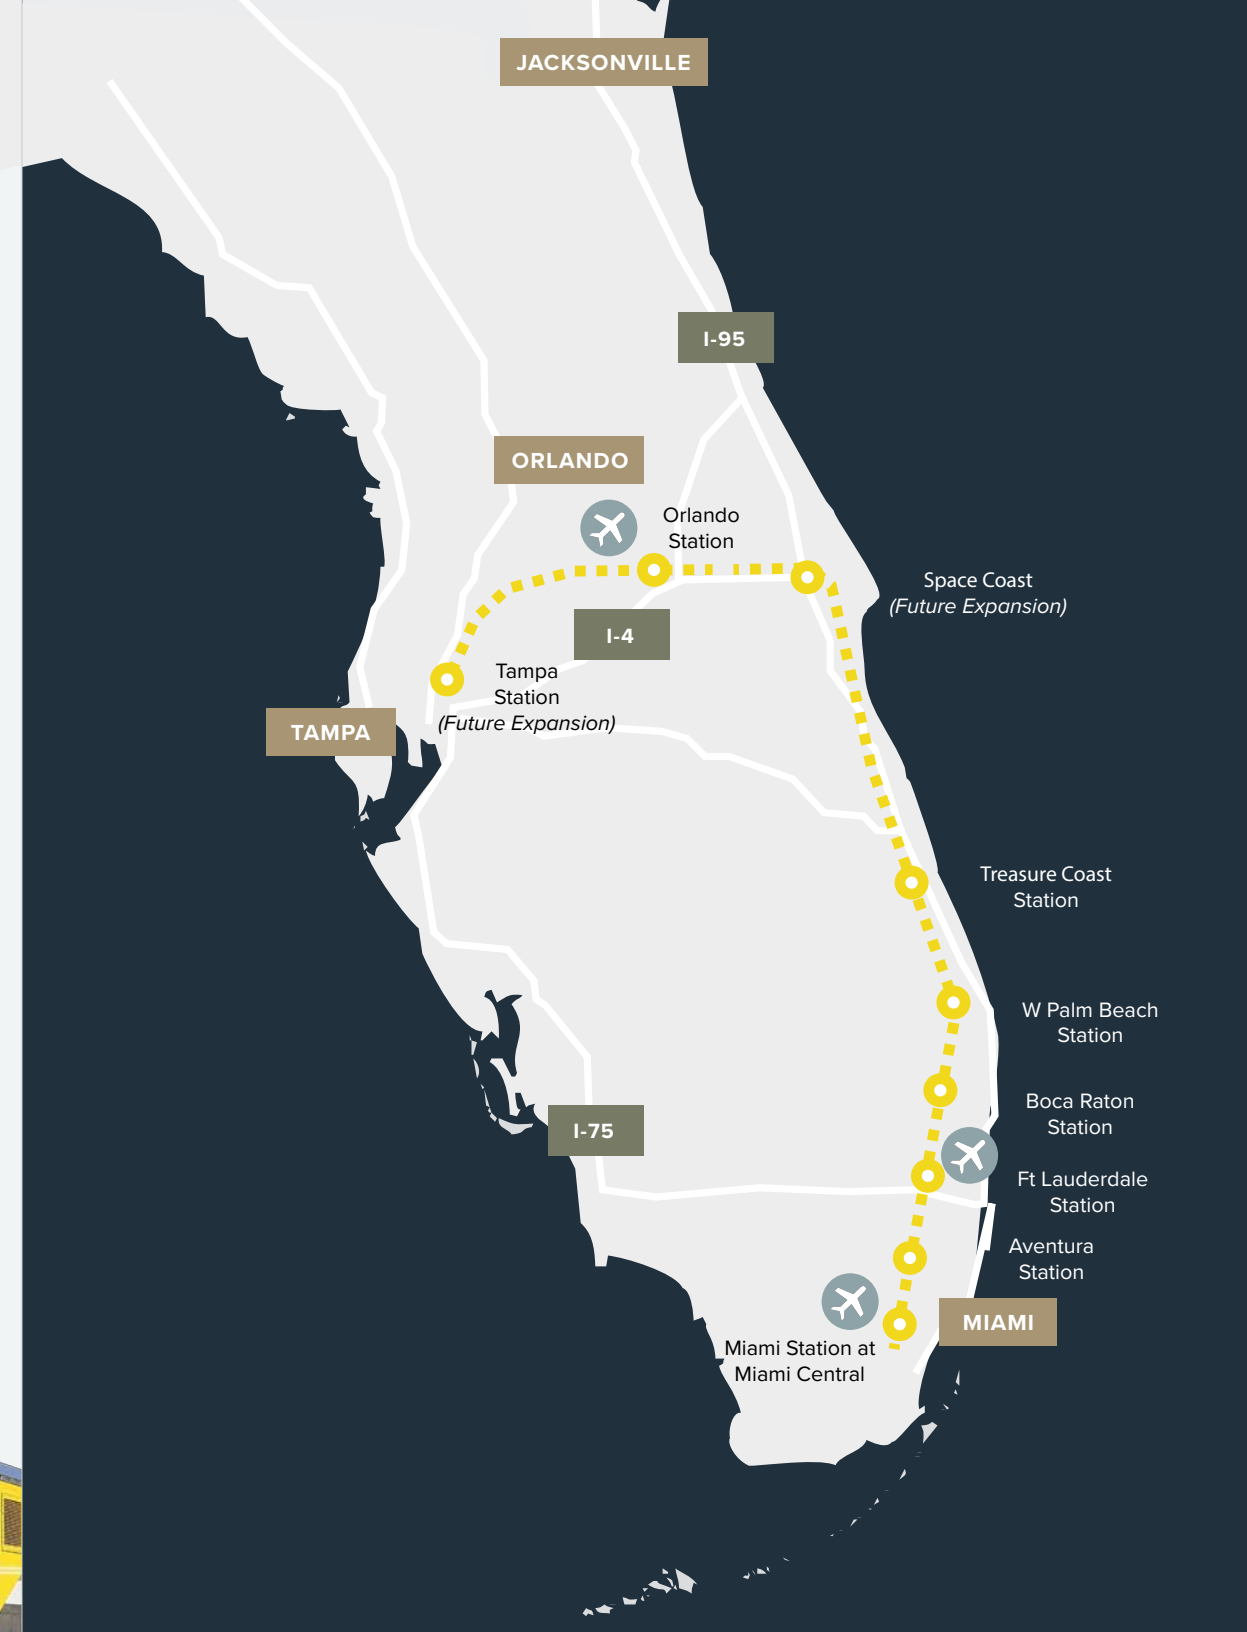 JACKSONVILLE
I-95
ORLANDO
Orlando
Station
Space Coast
(Future Expansion)
I-4
Tampa
Station
(Future Expansion)
TAMPA
Treasure Coast
Station
W Palm Beach
Station
Boca Raton
Station
I-75
Ft Lauderdale
Station
Aventura
Station
MIAMI
Miami Station at
Miami Central